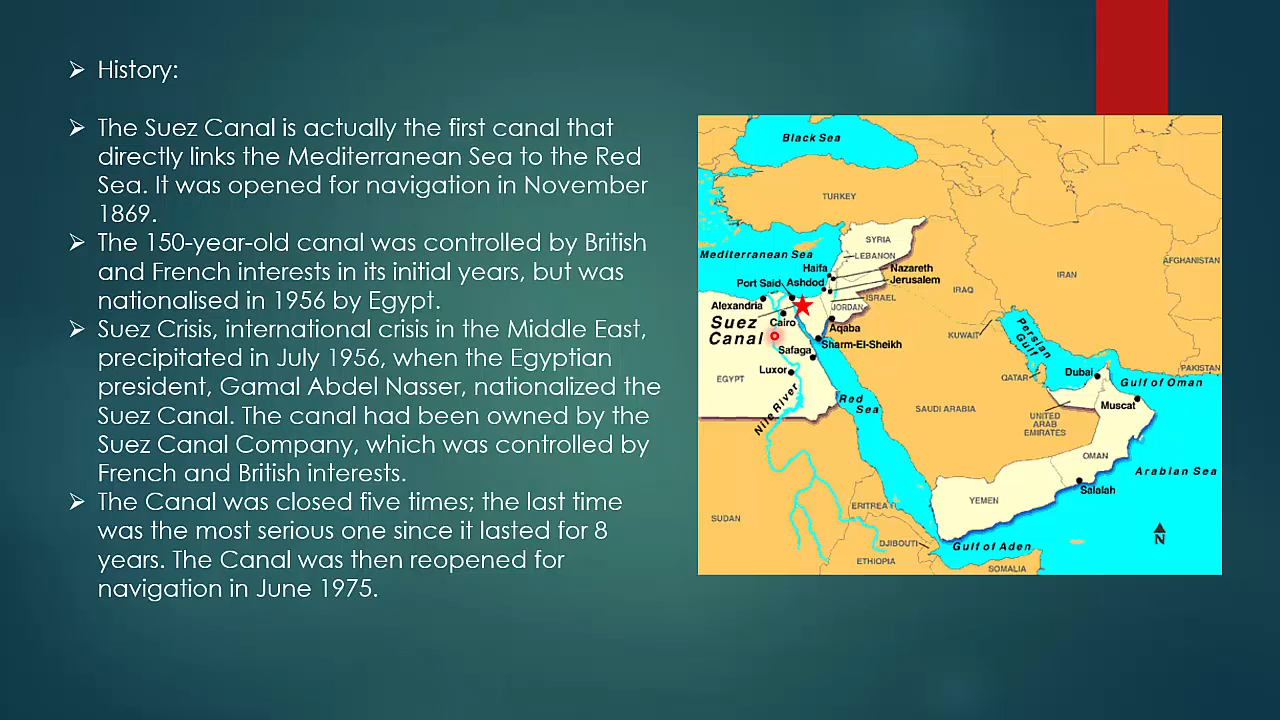 History:
The Suez Canal is actually the first canal that
directly links the Mediterranean Sea to the Red
Sea. It was opened for navigation in November
1869.
The 150-year-old canal was controlled by British
and French interests in its initial years, but was
nationalised in 1956 by Egypt.
Suez Crisis, international crisis in the Middle East,
precipitated in July 1956, when the Egyptian
president, Gamal Abdel Nasser, nationalized the
Suez Canal. The canal had been owned by the
Suez Canal Company, which was controlled by
French and British interests.
The Canal was closed five times; the last time
was the most serious one since it lasted for 8
years. The Canal was then reopened for
navigation in June 1975.
Black Sea
TURKEY
SYRIA
Mediterranean Sea
LEBANON
Haifa
Nazareth
AFGHANISTAN
IRAN
Port Said
Ashdod
Jerusalem
IRAQ
Alexandria
ISRAEL
JORDAN
Suez
Canal
Cairo
Aqaba
KUWAIT
Persian
Gulf
Sharm-El-Sheikh
Safaga
Luxor
EGYPT
QATAR
Dubai
PAKISTAN
Gulf of Oman
Nile River
Red
Sea
SAUDI ARABIA
UNITED
ARAB
EMIRATES
Muscat
OMAN
Arabian Sea
Salalah
YEMEN
SUDAN
ERITREA
N
DJIBOUTI
Gulf of Aden
ETHIOPIA
SOMALIA